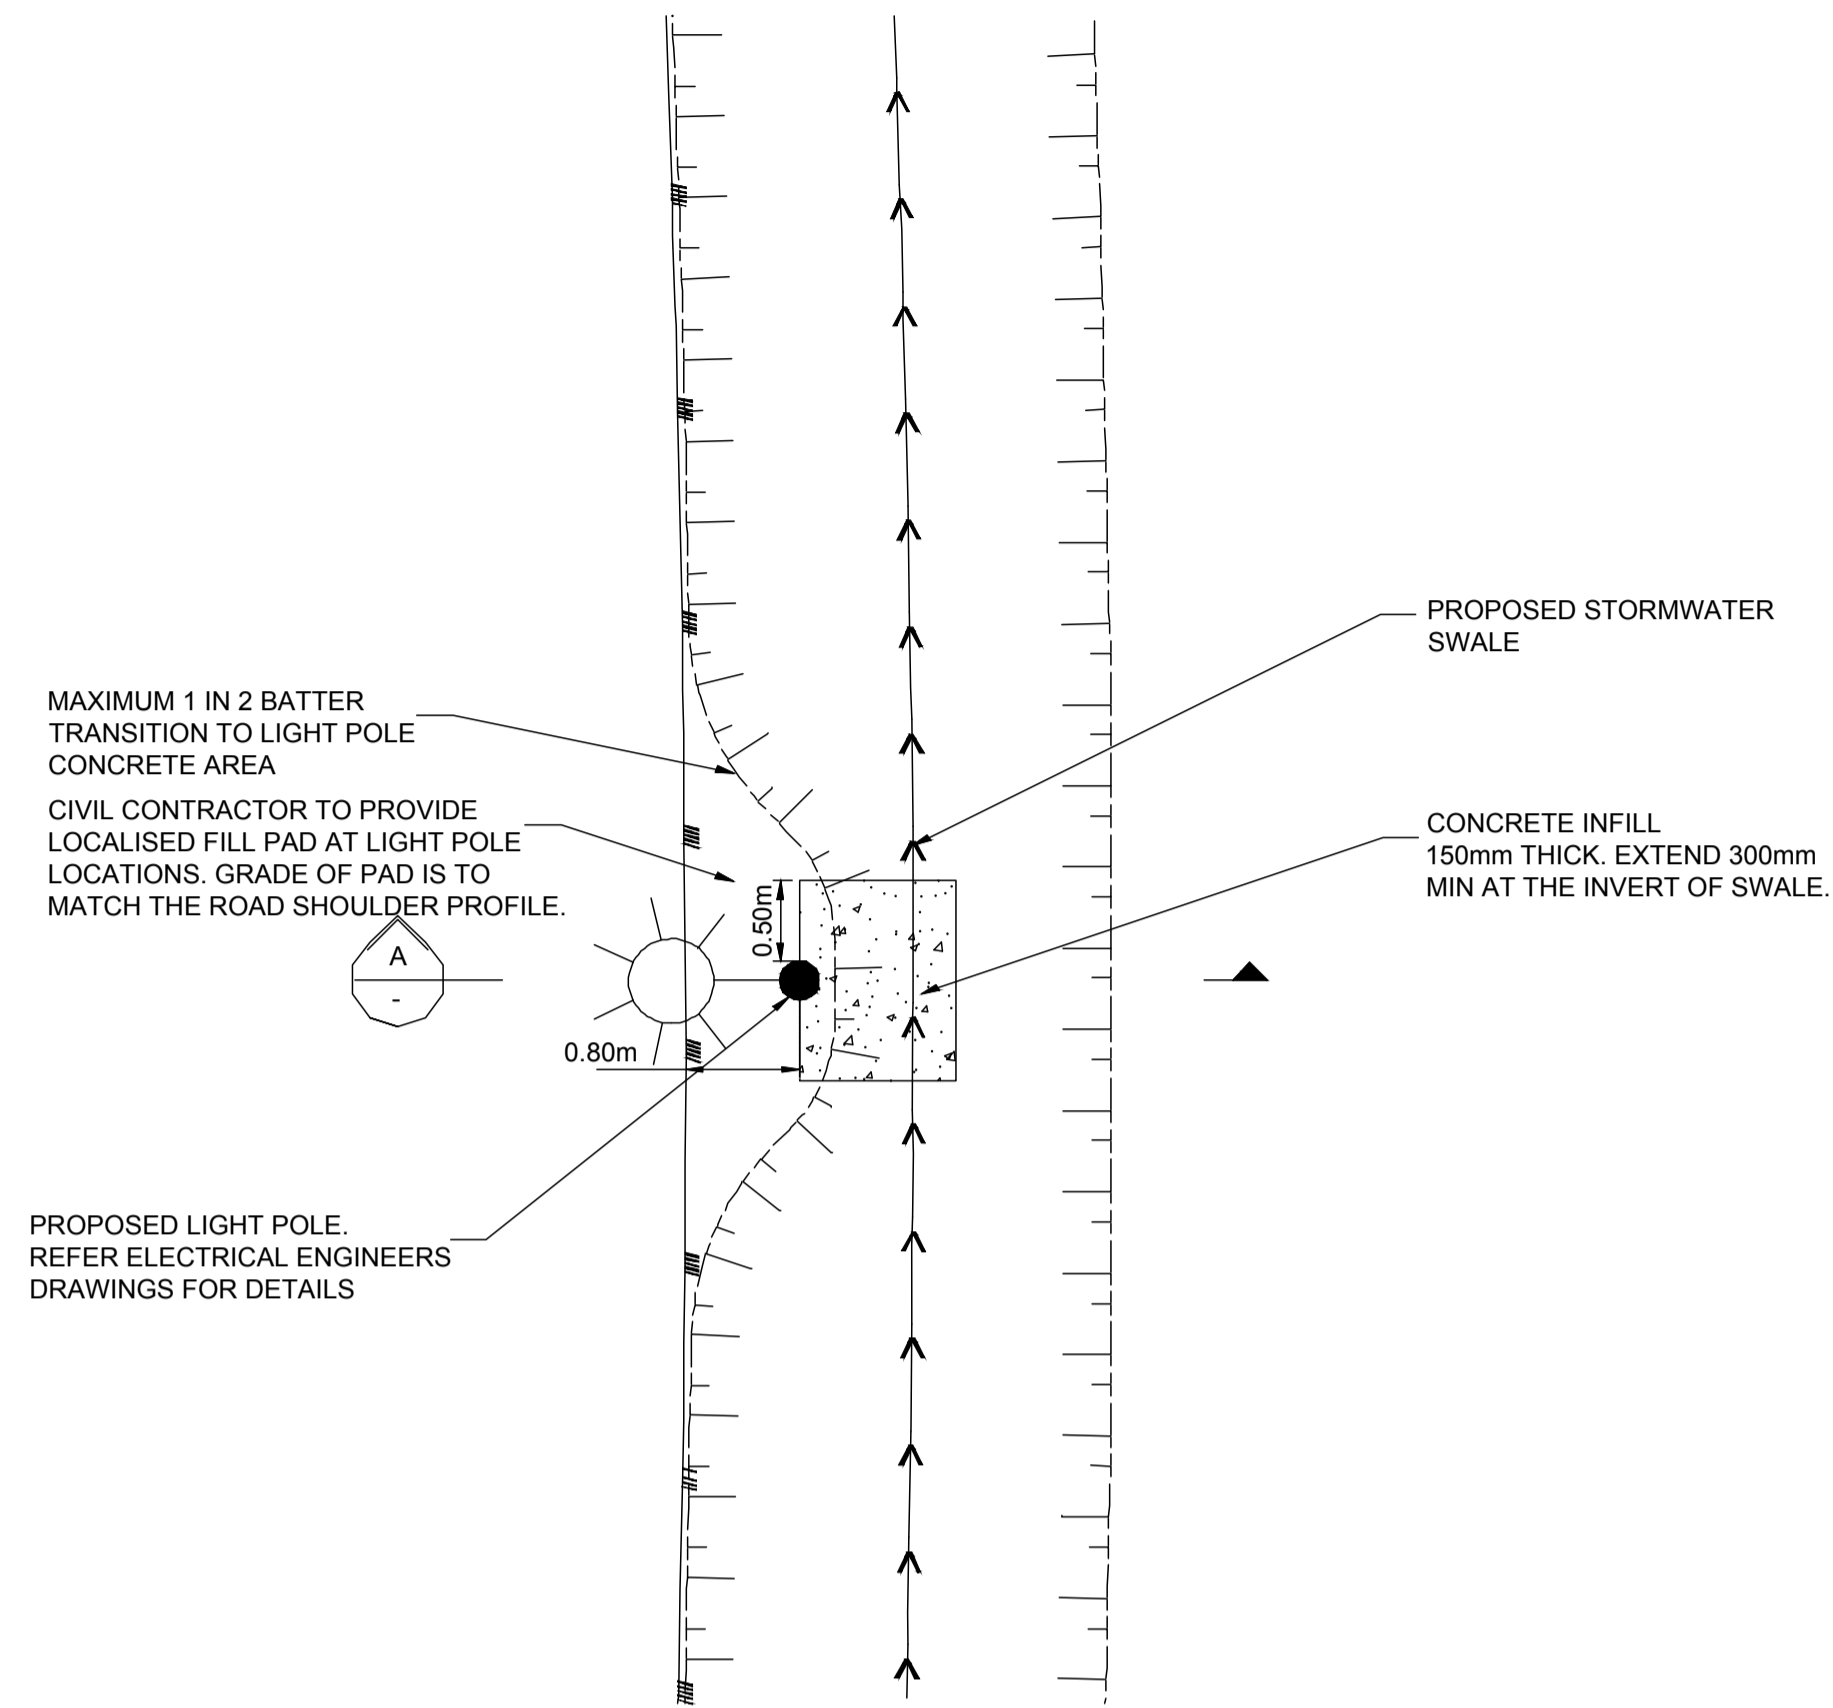 PROPOSED STORMWATER
SWALE
MAXIMUM 1 IN 2 BATTER
TRANSITION TO LIGHT POLE
CONCRETE AREA
CIVIL CONTRACTOR TO PROVIDE
LOCALISED FILL PAD AT LIGHT POLE
LOCATIONS. GRADE OF PAD IS TO
MATCH THE ROAD SHOULDER PROFILE.
CONCRETE INFILL
150mm THICK. EXTEND 300mm
MIN AT THE INVERT OF SWALE.
0.50m
A
-
0.80m
PROPOSED LIGHT POLE.
REFER ELECTRICAL ENGINEERS
DRAWINGS FOR DETAILS